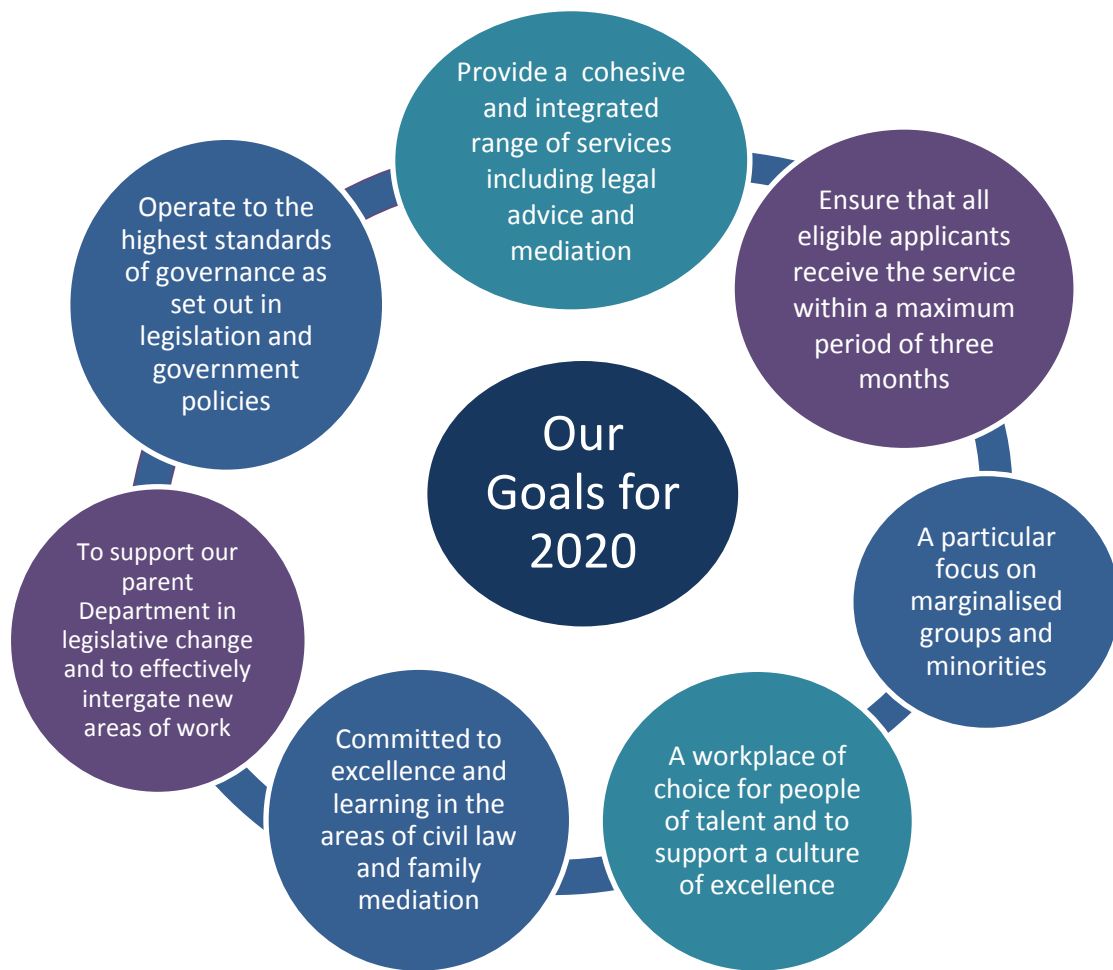 Provide a  cohesive
and integrated
range of services
including legal
advice and
mediation
Ensure that all
eligible applicants
receive the service
within a maximum
period of three
months
A particular
focus on
marginalised
groups and
minorities
A workplace of
choice for people
of talent and to
support a culture
of excellence
Committed to
excellence and
learning in the
areas of civil law
and family
mediation
To support our
parent
Department in
legislative change
and to effectively
intergate new
areas of work
Operate to the
highest standards
of governance as
set out in
legislation and
government
policies
Our
Goals for
2020